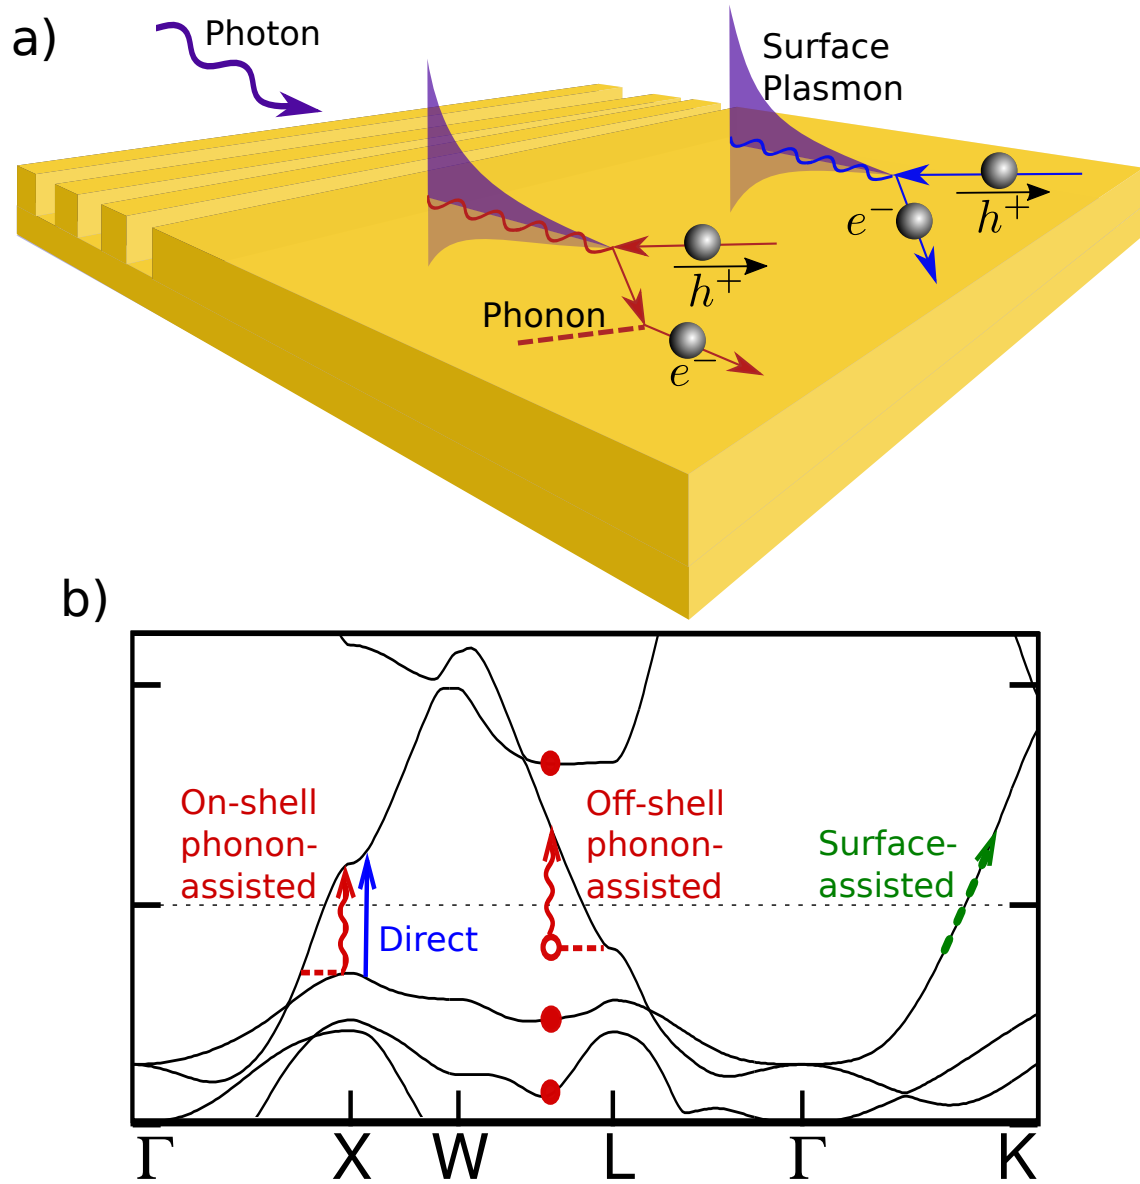 a)
Photon
Surface
Plasmon
e⁻
h⁺
h⁺
Phonon
e⁻
b)
On-shell
phonon-
assisted
Off-shell
phonon-
assisted
Surface-
assisted
Direct
Γ X W L Γ K